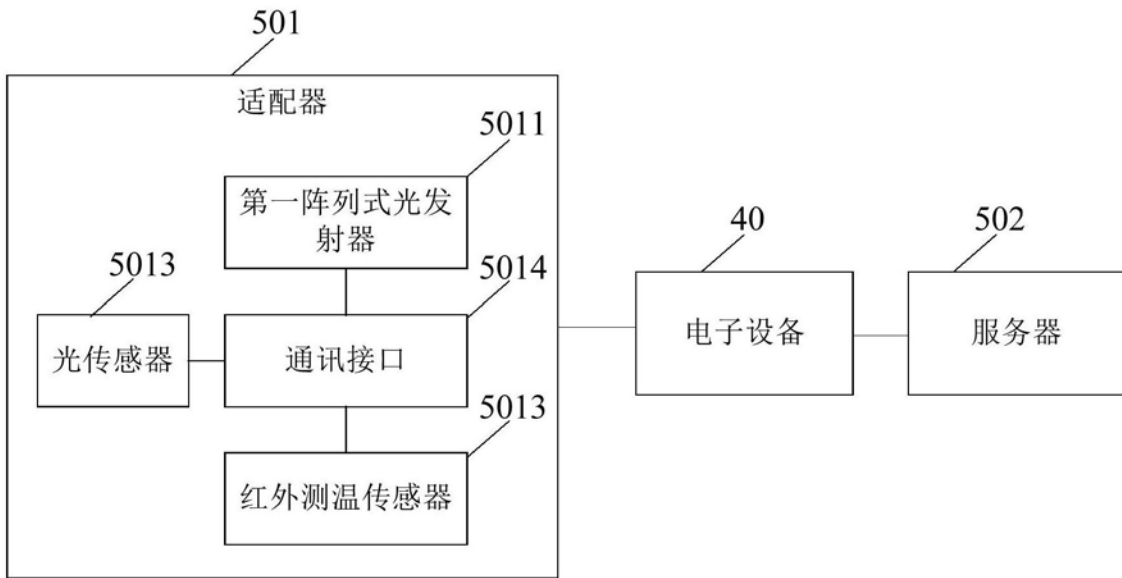 501
适配器
5011
第一阵列式光发
射器
5013
光传感器
5014
通讯接口
5013
红外测温传感器
40
电子设备
502
服务器